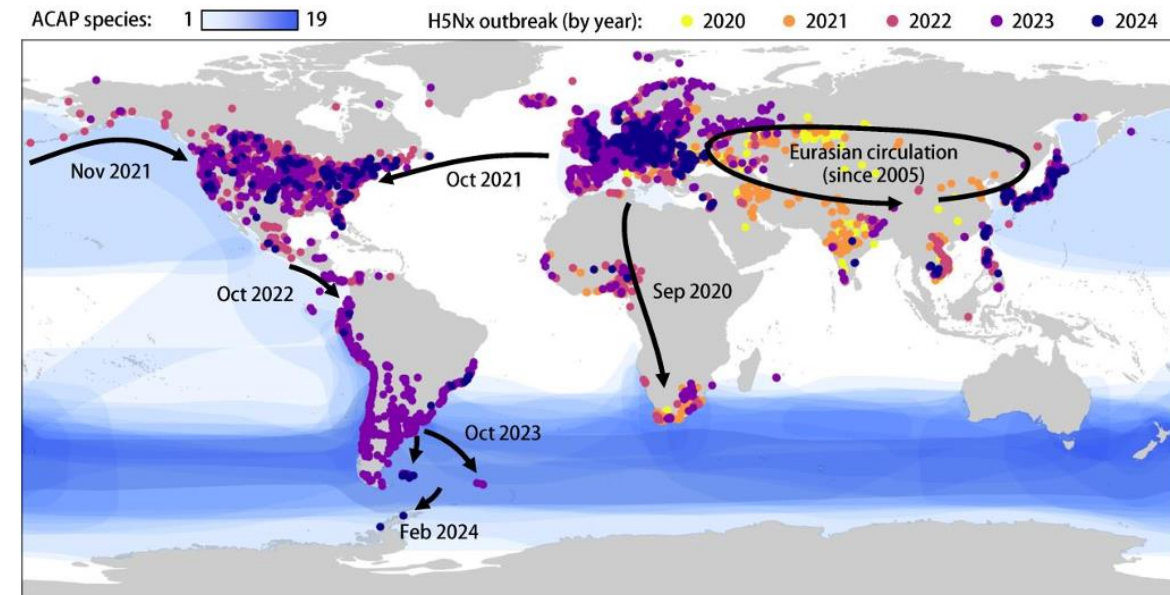 ACAP species: 1 19 H5Nx outbreak (by year): 2020 2021 2022 2023 2024
Nov 2021
Oct 2021
Eurasian circulation
(since 2005)
Oct 2022
Sep 2020
Oct 2023
Feb 2024